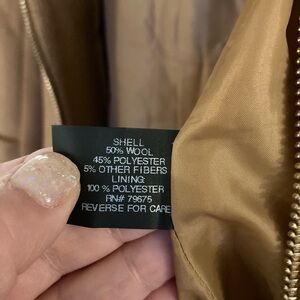 SHELL
50% WOOL
45% POLYESTER
5% OTHER FIBERS
LINING:
100 % POLYESTER
RN# 79675
REVERSE FOR CARE